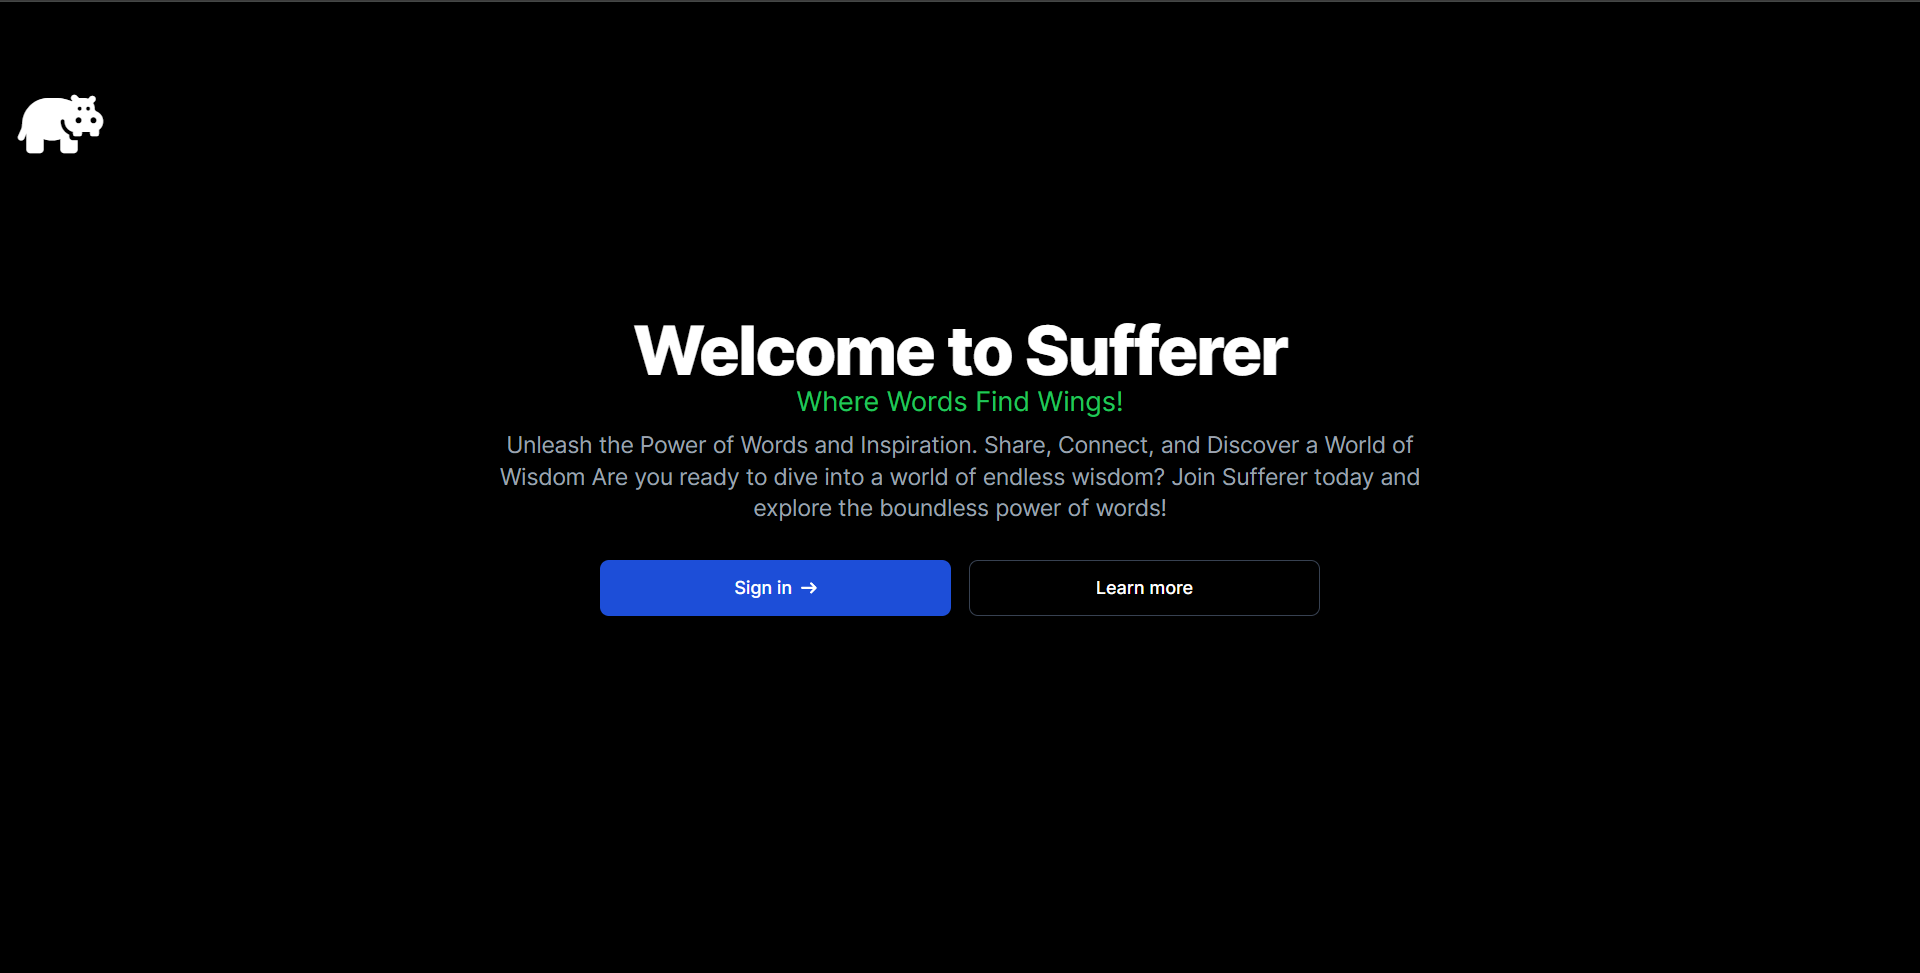 Welcome to Sufferer
Where Words Find Wings!
Unleash the Power of Words and Inspiration. Share, Connect, and Discover a World of
Wisdom Are you ready to dive into a world of endless wisdom? Join Sufferer today and
explore the boundless power of words!
Sign in →
Learn more